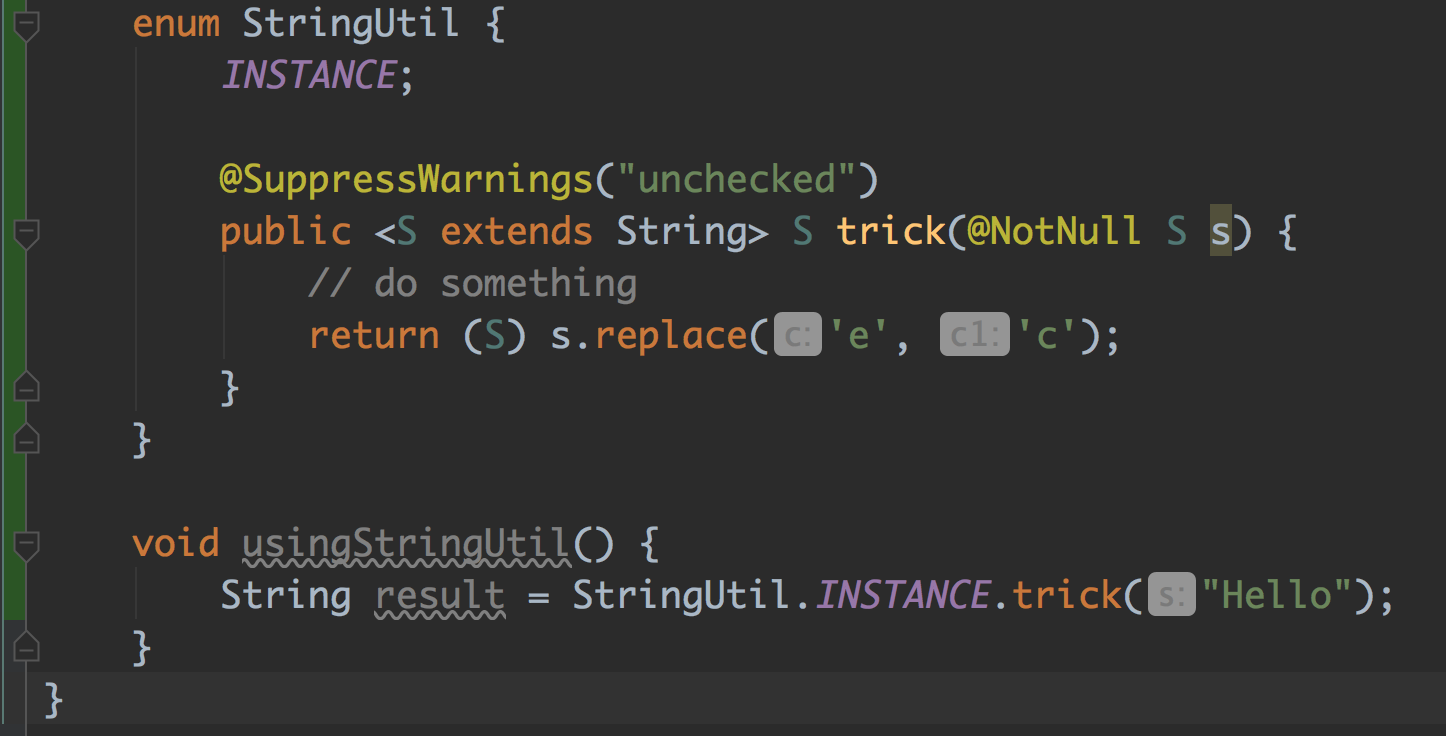 enum StringUtil {
INSTANCE;
@SuppressWarnings("unchecked")
public <S extends String> S trick(@NotNull S s) {
// do something
return (S) s.replace(c: 'e', c1: 'c');
}
}
void usingStringUtil() {
String result = StringUtil.INSTANCE.trick(s: "Hello");
}
}